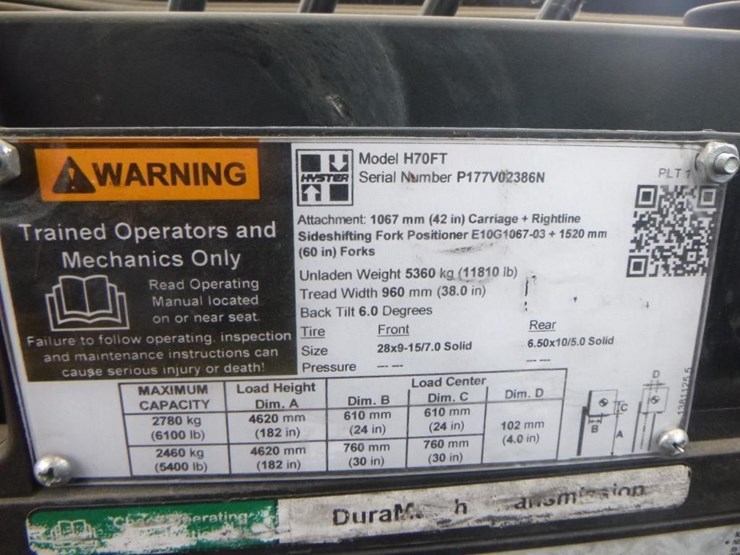 WARNING
Trained Operators and
Mechanics Only
Read Operating
Manual located
on or near seat.
Failure to follow operating, inspection
and maintenance instructions can
cause serious injury or death!
HYSTER
Model H70FT
Serial Number P177V02386N
PLT 1
Attachment: 1067 mm (42 in) Carriage + Rightline
Sideshifting Fork Positioner E10G1067-03 + 1520 mm
(60 in) Forks
Unladen Weight 5360 kg (11810 lb)
Tread Width 960 mm (38.0 in)
Back Tilt 6.0 Degrees
Tire Front Rear
Size 28x9-15/7.0 Solid 6.50x10/5.0 Solid
Pressure --- --- --- ---
MAXIMUM CAPACITY Load Height Dim. A Load Center
Dim. B Dim. C Dim. D
2780 kg 4620 mm 610 mm 610 mm 102 mm
(6100 lb) (182 in) (24 in) (24 in) (4.0 in)
2460 kg 4620 mm 760 mm 760 mm
(5400 lb) (182 in) (30 in) (30 in)
B
C
A
D
operating